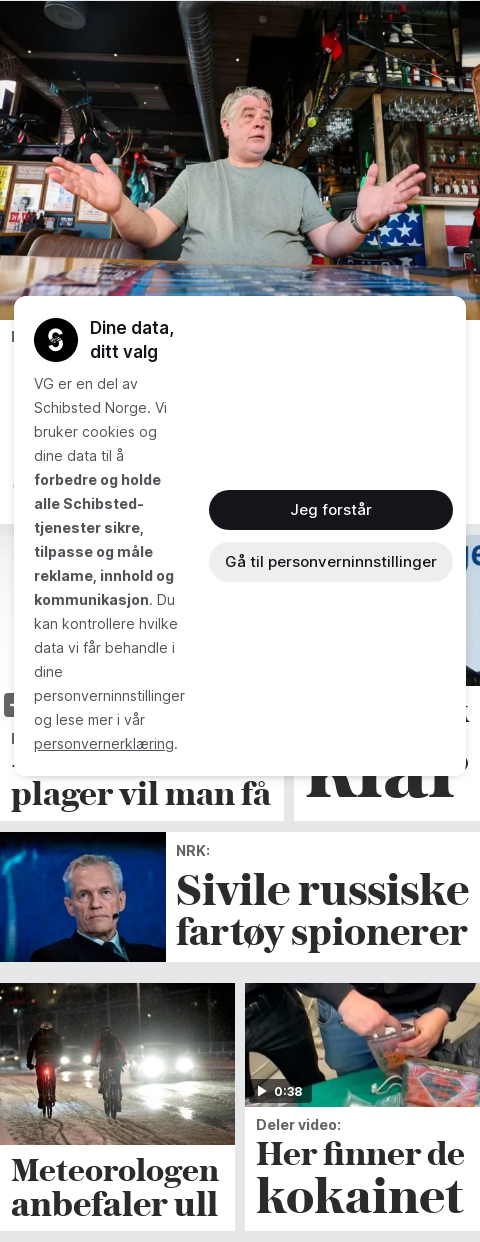 Dine data,
ditt valg
VG er en del av
Schibsted Norge. Vi
bruker cookies og
dine data til å
forbedre og holde
alle Schibsted-
tjenester sikre,
tilpasse og måle
reklame, innhold og
kommunikasjon. Du
kan kontrollere hvilke
data vi får behandle i
dine
personverninnstillinger
og lese mer i vår
personvernerklæring.
Jeg forstår
Gå til personverninnstillinger
plager vil man få
klar
NRK:
Sivile russiske
fartøy spionerer
Meteorologen
anbefaler ull
0:38
Deler video:
Her finner de
kokainet